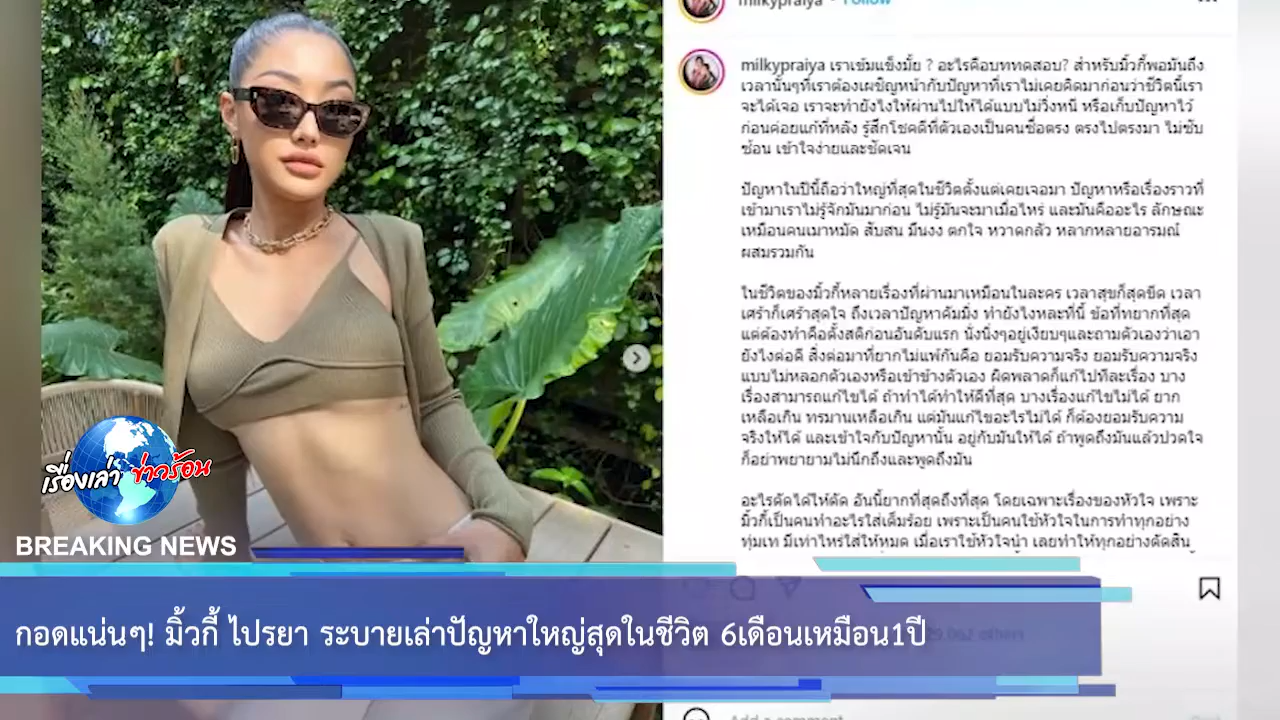 milkypraiya • Follow
milkypraiya เราเข้มแข็งมั้ย ? อะไรคือบททดสอบ? สำหรับมิ้วกี้พอมันถึง
เวลานั้นๆที่เราต้องเผชิญหน้ากับปัญหาที่เราไม่เคยคิดมาก่อนว่าชีวิตนี้เรา
จะได้เจอ เราจะทำยังไงให้ผ่านไปให้ได้แบบไม่วิ่งหนี หรือเก็บปัญหาไว้
ก่อนค่อยแก้ทีหลัง รู้สึกโชคดีที่ตัวเองเป็นคนซื่อตรง ตรงไปตรงมา ไม่ซับ
ซ้อน เข้าใจง่ายและชัดเจน
ปัญหาในปีนี้ถือว่าใหญ่ที่สุดในชีวิตตั้งแต่เคยเจอมา ปัญหาหรือเรื่องราวที่
เข้ามาเราไม่รู้จักมันมาก่อน ไม่รู้มันจะมาเมื่อไหร่ และมันคืออะไร ลักษณะ
เหมือนคนเมาหมัด สับสน มึนงง ตกใจ หวาดกลัว หลากหลายอารมณ์
ผสมรวมกัน
ในชีวิตของมิ้วกี้หลายเรื่องที่ผ่านมาเหมือนในละคร เวลาสุขก็สุดขีด เวลา
เศร้าก็เศร้าสุดใจ ถึงเวลาปัญหาคับมั่ง ทำยังไงหละทีนี้ ข้อที่ทยากที่สุด
แต่ต้องทำคือตั้งสติก่อนอันดับแรก นั่งนิ่งๆอยู่เงียบๆและถามตัวเองว่าเอา
ยังไงต่อดี สิ่งต่อมาที่ยากไม่แพ้กันคือ ยอมรับความจริง ยอมรับความจริง
แบบไม่หลอกตัวเองหรือเข้าข้างตัวเอง ผิดพลาดก็แก้ไปทีละเรื่อง บาง
เรื่องสามารถแก้ไขได้ ถ้าทำได้ทำให้ดีที่สุด บางเรื่องแก้ไขไม่ได้ ยาก
เหลือเกิน ทรมานเหลือเกิน แต่มันแก้ไขอะไรไม่ได้ ก็ต้องยอมรับความ
จริงให้ได้ และเข้าใจกับปัญหานั้น อยู่กับมันให้ได้ ถ้าพูดถึงมันแล้วปวดใจ
ก็อย่าพยายามไม่นึกถึงและพูดถึงมัน
อะไรตัดได้ให้ตัด อันนี้ยากที่สุดถึงที่สุด โดยเฉพาะเรื่องของหัวใจ เพราะ
มิ้วกี้เป็นคนทำอะไรใส่เต็มร้อย เพราะเป็นคนใช้หัวใจในการทำทุกอย่าง
ทุ่มเท มีเท่าไหร่ใส่ให้หมด เมื่อเราใช้หัวใจนำ เลยทำให้ทุกอย่างตัดสิน
เรื่องเล่า ข่าวร้อน
BREAKING NEWS
กอดแน่นๆ! มิ้วกี้ ไปรยา ระบายเล่าปัญหาใหญ่สุดในชีวิต 6เดือนเหมือน1ปี
others
Add a comment